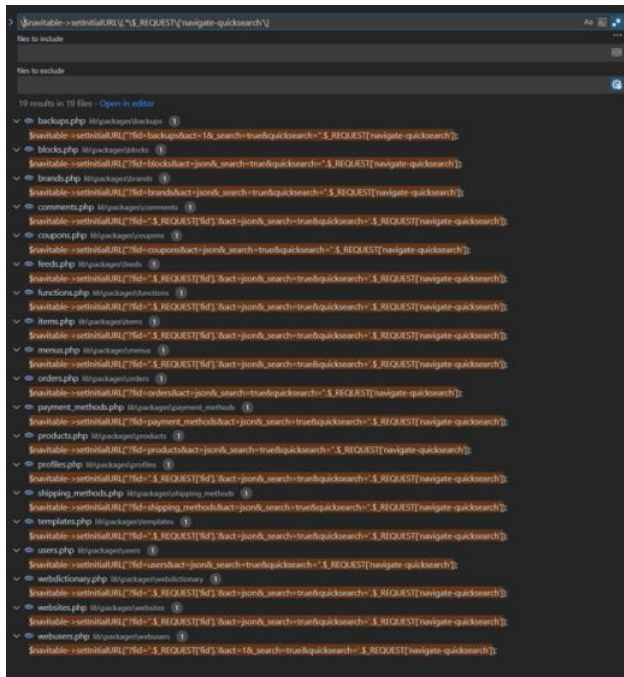 \$navitable->setInitialURL\(.*\$_REQUEST\['navigate-quicksearch'\]
files to include
files to exclude
19 results in 19 files - Open in editor
backups.php lib\packages\backups 1
$navitable->setInitialURL("?fid=backups&act=1&_search=true&quicksearch=".$_REQUEST['navigate-quicksearch']);
blocks.php lib\packages\blocks 1
$navitable->setInitialURL("?fid=blocks&act=json&_search=true&quicksearch=".$_REQUEST['navigate-quicksearch']);
brands.php lib\packages\brands 1
$navitable->setInitialURL("?fid=brands&act=json&_search=true&quicksearch=".$_REQUEST['navigate-quicksearch']);
comments.php lib\packages\comments 1
$navitable->setInitialURL("?fid=".$_REQUEST['fid'].'&act=json&_search=true&quicksearch='.$_REQUEST['navigate-quicksearch']);
coupons.php lib\packages\coupons 1
$navitable->setInitialURL("?fid=coupons&act=json&_search=true&quicksearch=".$_REQUEST['navigate-quicksearch']);
feeds.php lib\packages\feeds 1
$navitable->setInitialURL("?fid=".$_REQUEST['fid'].'&act=json&_search=true&quicksearch='.$_REQUEST['navigate-quicksearch']);
functions.php lib\packages\functions 1
$navitable->setInitialURL("?fid=".$_REQUEST['fid'].'&act=json&_search=true&quicksearch='.$_REQUEST['navigate-quicksearch']);
items.php lib\packages\items 1
$navitable->setInitialURL("?fid=".$_REQUEST['fid'].'&act=json&_search=true&quicksearch='.$_REQUEST['navigate-quicksearch']);
menus.php lib\packages\menus 1
$navitable->setInitialURL("?fid=".$_REQUEST['fid'].'&act=json&_search=true&quicksearch='.$_REQUEST['navigate-quicksearch']);
orders.php lib\packages\orders 1
$navitable->setInitialURL("?fid=orders&act=json&_search=true&quicksearch=".$_REQUEST['navigate-quicksearch']);
payment_methods.php lib\packages\payment_methods 1
$navitable->setInitialURL("?fid=payment_methods&act=json&_search=true&quicksearch=".$_REQUEST['navigate-quicksearch']);
products.php lib\packages\products 1
$navitable->setInitialURL("?fid=products&act=json&_search=true&quicksearch=".$_REQUEST['navigate-quicksearch']);
profiles.php lib\packages\profiles 1
$navitable->setInitialURL("?fid=".$_REQUEST['fid'].'&act=json&_search=true&quicksearch='.$_REQUEST['navigate-quicksearch']);
shipping_methods.php lib\packages\shipping_methods 1
$navitable->setInitialURL("?fid=shipping_methods&act=json&_search=true&quicksearch=".$_REQUEST['navigate-quicksearch']);
templates.php lib\packages\templates 1
$navitable->setInitialURL("?fid=".$_REQUEST['fid'].'&act=json&_search=true&quicksearch='.$_REQUEST['navigate-quicksearch']);
users.php lib\packages\users 1
$navitable->setInitialURL("?fid=users&act=json&_search=true&quicksearch=".$_REQUEST['navigate-quicksearch']);
webdictionary.php lib\packages\webdictionary 1
$navitable->setInitialURL("?fid=".$_REQUEST['fid'].'&act=json&_search=true&quicksearch='.$_REQUEST['navigate-quicksearch']);
websites.php lib\packages\websites 1
$navitable->setInitialURL("?fid=".$_REQUEST['fid'].'&act=json&_search=true&quicksearch='.$_REQUEST['navigate-quicksearch']);
webusers.php lib\packages\webusers 1
$navitable->setInitialURL("?fid=".$_REQUEST['fid'].'&act=1&_search=true&quicksearch='.$_REQUEST['navigate-quicksearch']);